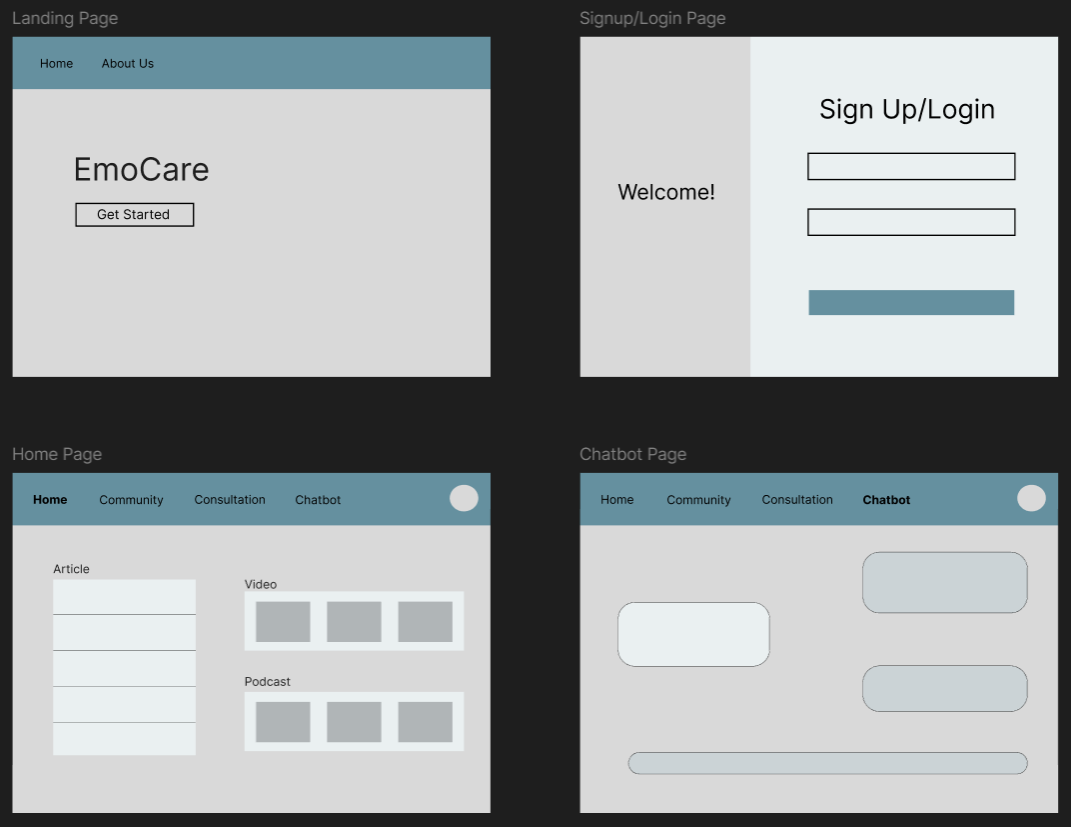 Landing Page
Home About Us
EmoCare
Get Started
Signup/Login Page
Welcome!
Sign Up/Login
Home Page
Home Community Consultation Chatbot
Article
Video
Podcast
Chatbot Page
Home Community Consultation Chatbot